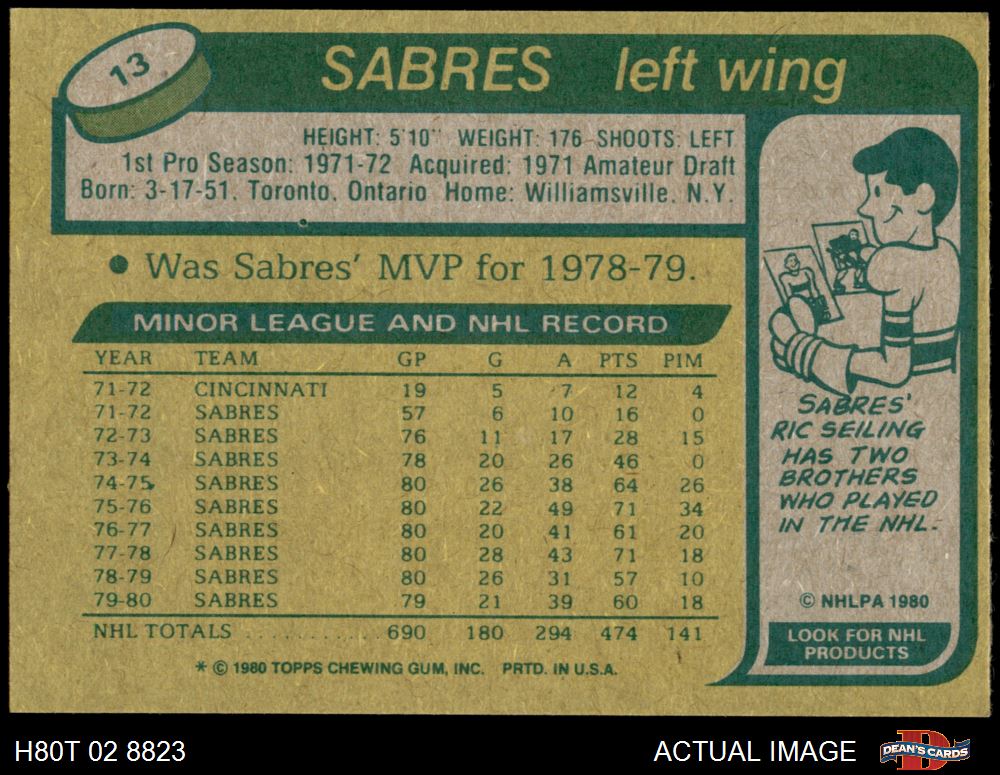 13
SABRES left wing
HEIGHT: 5'10" WEIGHT: 176 SHOOTS: LEFT
1st Pro Season: 1971-72 Acquired: 1971 Amateur Draft
Born: 3-17-51, Toronto, Ontario Home: Williamsville, N.Y.
• Was Sabres' MVP for 1978-79.
MINOR LEAGUE AND NHL RECORD
YEAR TEAM GP G A PTS PIM
71-72 CINCINNATI 19 5 7 12 4
71-72 SABRES 57 6 10 16 0
72-73 SABRES 76 11 17 28 15
73-74 SABRES 78 20 26 46 0
74-75 SABRES 80 26 38 64 26
75-76 SABRES 80 22 49 71 34
76-77 SABRES 80 20 41 61 20
77-78 SABRES 80 28 43 71 18
78-79 SABRES 80 26 31 57 10
79-80 SABRES 79 21 39 60 18
NHL TOTALS .......... 690 180 294 474 141
* © 1980 TOPPS CHEWING GUM, INC. PRTD. IN U.S.A.
SABRES'
RIC SEILING
HAS TWO
BROTHERS
WHO PLAYED
IN THE NHL.
© NHLPA 1980
LOOK FOR NHL
PRODUCTS
H80T 02 8823
ACTUAL IMAGE
DEAN'S CARDS